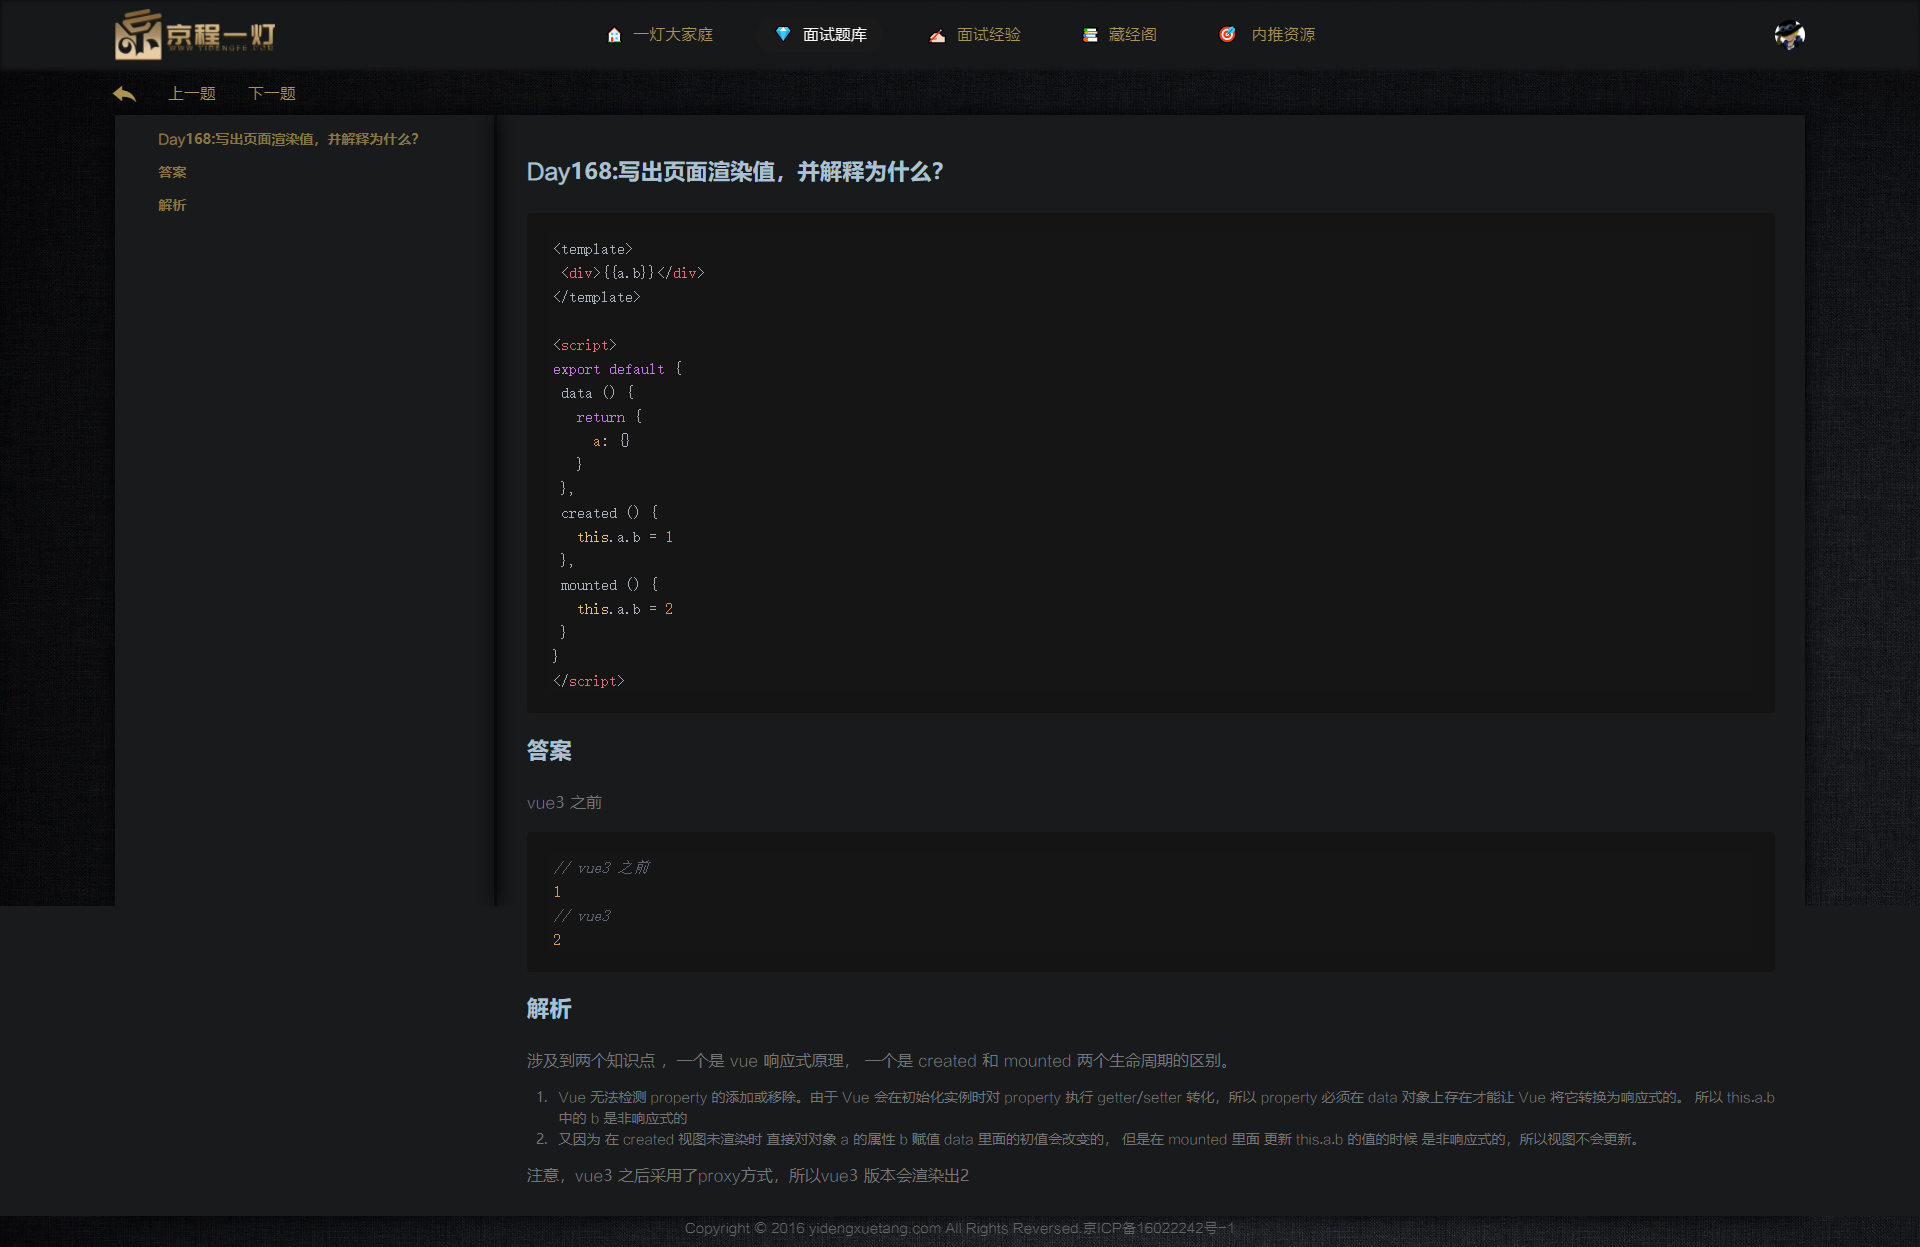 京程一灯
WWW.YIDENGFE.COM
一灯大家庭
面试题库
面试经验
藏经阁
内推资源
上一题
下一题
Day168:写出页面渲染值，并解释为什么？
答案
解析
Day168:写出页面渲染值，并解释为什么？
<template>
<div>{{a.b}}</div>
</template>
<script>
export default {
data () {
return {
a: {}
}
},
created () {
this.a.b = 1
},
mounted () {
this.a.b = 2
}
}
</script>
答案
vue3 之前
// vue3 之前
1
// vue3
2
解析
涉及到两个知识点 ，一个是 vue 响应式原理， 一个是 created 和 mounted 两个生命周期的区别。
1. Vue 无法检测 property 的添加或移除。由于 Vue 会在初始化实例时对 property 执行 getter/setter 转化，所以 property 必须在 data 对象上存在才能让 Vue 将它转换为响应式的。 所以 this.a.b
中的 b 是非响应式的
2. 又因为 在 created 视图未渲染时 直接对对象 a 的属性 b 赋值 data 里面的初值会改变的， 但是在 mounted 里面 更新 this.a.b 的值的时候 是非响应式的，所以视图不会更新。
注意，vue3 之后采用了proxy方式，所以vue3 版本会渲染出2
Copyright © 2016 yidengxuetang.com All Rights Reversed.京ICP备16022242号-1